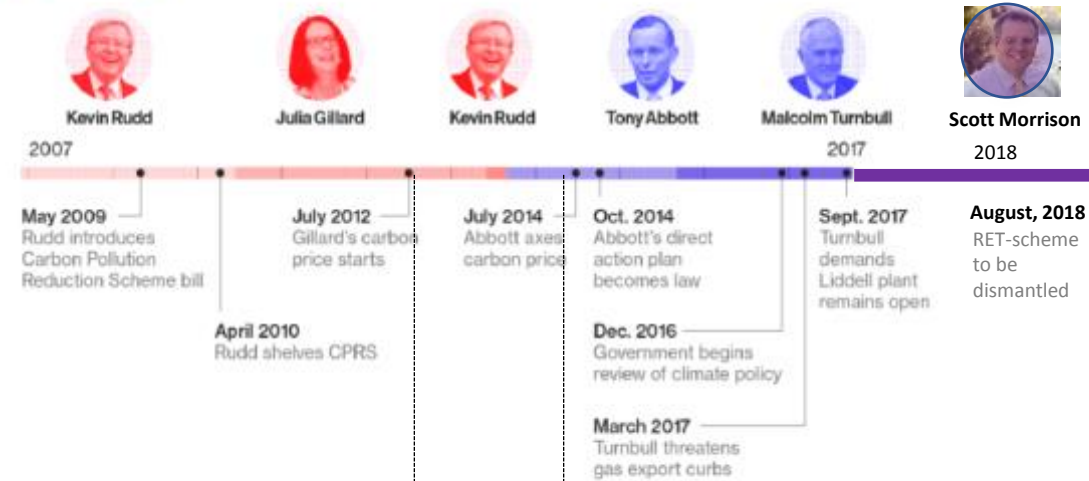 Kevin Rudd
Julia Gillard
Kevin Rudd
Tony Abbott
Malcolm Turnbull
Scott Morrison
2007
2017
2018
May 2009
Rudd introduces
Carbon Pollution
Reduction Scheme bill
April 2010
Rudd shelves CPRS
July 2012
Gillard's carbon
price starts
July 2014
Abbott axes
carbon price
Oct. 2014
Abbott's direct
action plan
becomes law
Dec. 2016
Government begins
review of climate policy
March 2017
Turnbull threatens
gas export curbs
Sept. 2017
Turnbull
demands
Liddell plant
remains open
August, 2018
RET-scheme
to be
dismantled